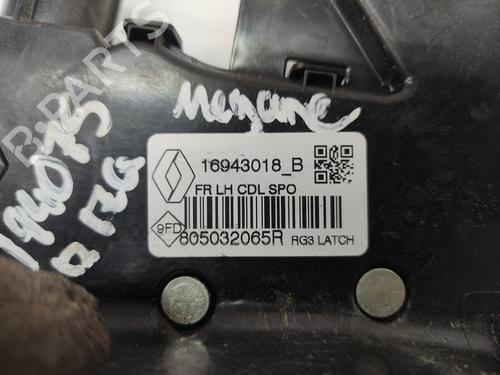 Megane
16943018_B
FR LH CDL SPO
9FD
805032065R RG3 LATCH
B-PARTS